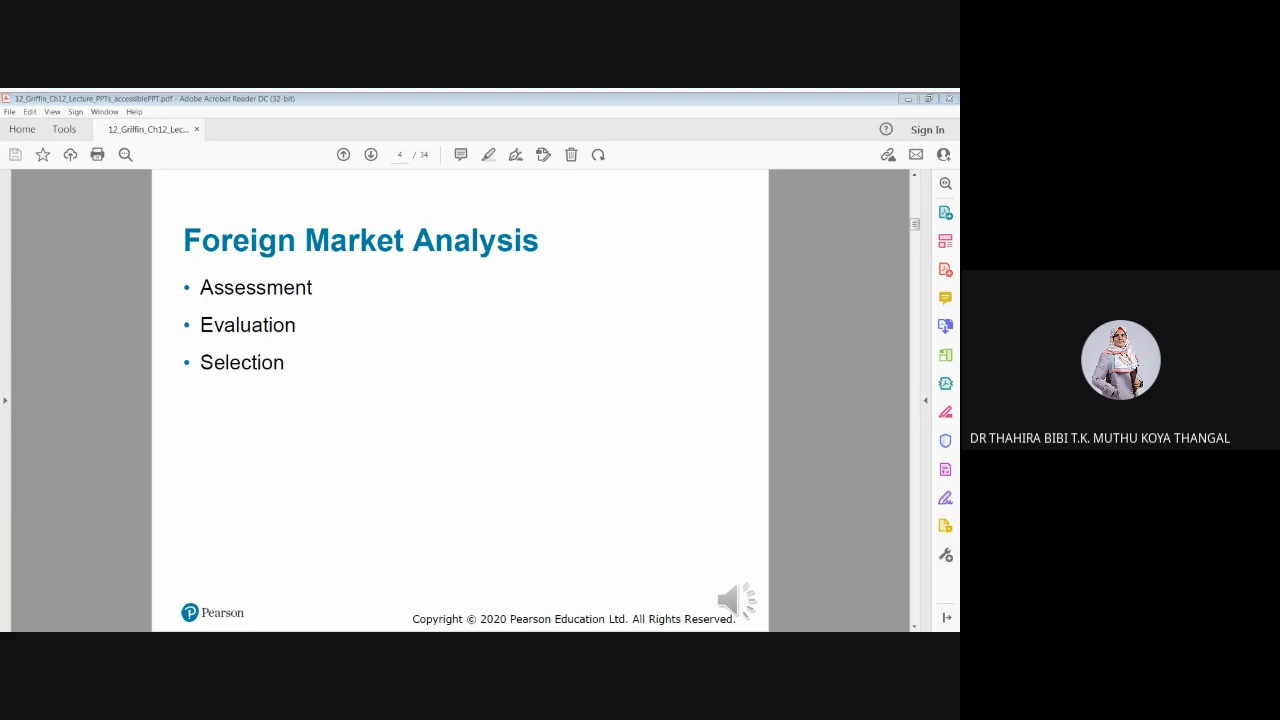 12_Griffin_Ch12_Lecture_PPTs_accessiblePPT.pdf - Adobe Acrobat Reader DC (32-bit)
File Edit View Sign Window Help
Home Tools 12_Griffin_Ch12_Lec... × Sign In
4 / 34
Foreign Market Analysis
• Assessment
• Evaluation
• Selection
DR THAHIRA BIBI T.K. MUTHU KOYA THANGAL
Pearson
Copyright © 2020 Pearson Education Ltd. All Rights Reserved.